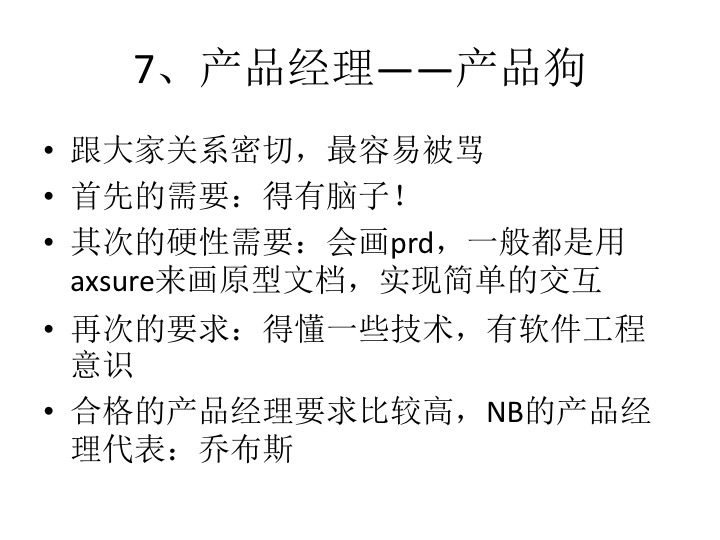 7、产品经理——产品狗
• 跟大家关系密切，最容易被骂
• 首先的需要：得有脑子！
• 其次的硬性需要：会画prd，一般都是用
axsure来画原型文档，实现简单的交互
• 再次的要求：得懂一些技术，有软件工程
意识
• 合格的产品经理要求比较高，NB的产品经
理代表：乔布斯